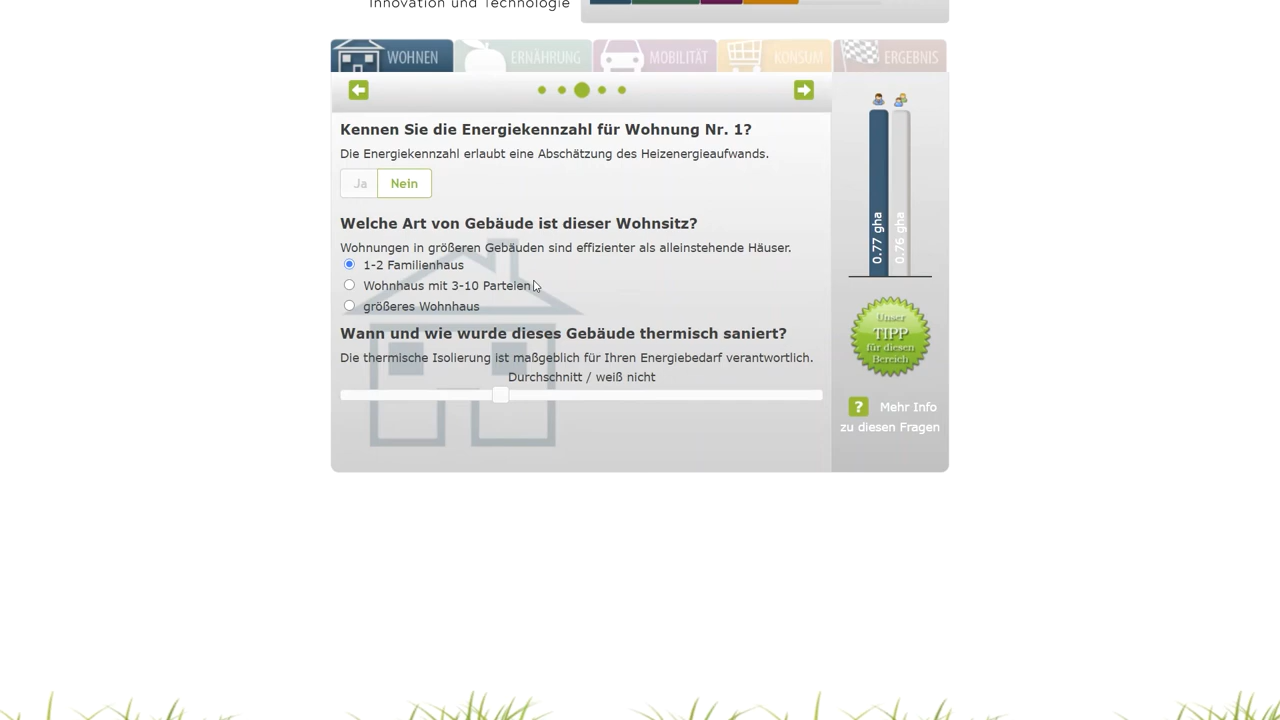 Innovation und Technologie
WOHNEN
ERNÄHRUNG
MOBILITÄT
KONSUM
ERGEBNIS
Kennen Sie die Energiekennzahl für Wohnung Nr. 1?
Die Energiekennzahl erlaubt eine Abschätzung des Heizenergieaufwands.
Ja
Nein
Welche Art von Gebäude ist dieser Wohnsitz?
Wohnungen in größeren Gebäuden sind effizienter als alleinstehende Häuser.
1-2 Familienhaus
Wohnhaus mit 3-10 Parteien
größeres Wohnhaus
Wann und wie wurde dieses Gebäude thermisch saniert?
Die thermische Isolierung ist maßgeblich für Ihren Energiebedarf verantwortlich.
Durchschnitt / weiß nicht
0.77 gha
0.76 gha
Unser
TIPP
für diesen
Bereich
? Mehr Info
zu diesen Fragen